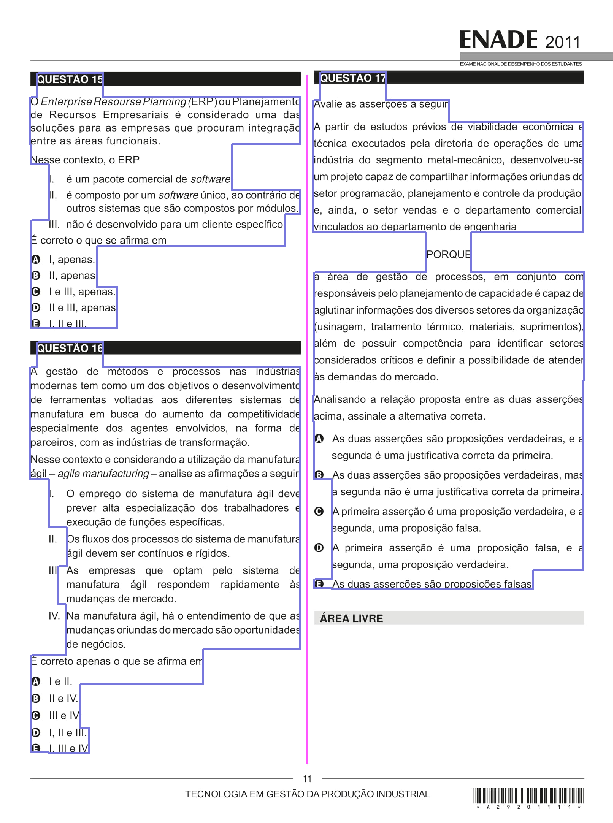 ENADE 2011
EXAME NACIONAL DE DESEMPENHO DOS ESTUDANTES
QUESTÃO 15
O Enterprise Resourse Planning (ERP) ou Planejamento
de Recursos Empresariais é considerado uma das
soluções para as empresas que procuram integração
entre as áreas funcionais.
Nesse contexto, o ERP
I. é um pacote comercial de software.
II. é composto por um software único, ao contrário de
outros sistemas que são compostos por módulos.
III. não é desenvolvido para um cliente específico.
É correto o que se afirma em
A I, apenas.
B II, apenas.
C I e III, apenas.
D II e III, apenas.
E I, II e III.
QUESTÃO 16
A gestão de métodos e processos nas indústrias
modernas tem como um dos objetivos o desenvolvimento
de ferramentas voltadas aos diferentes sistemas de
manufatura em busca do aumento da competitividade
especialmente dos agentes envolvidos, na forma de
parceiros, com as indústrias de transformação.
Nesse contexto e considerando a utilização da manufatura
ágil – agile manufacturing – analise as afirmações a seguir.
I. O emprego do sistema de manufatura ágil deve
prever alta especialização dos trabalhadores e
execução de funções específicas.
II. Os fluxos dos processos do sistema de manufatura
ágil devem ser contínuos e rígidos.
III. As empresas que optam pelo sistema de
manufatura ágil respondem rapidamente às
mudanças de mercado.
IV. Na manufatura ágil, há o entendimento de que as
mudanças oriundas do mercado são oportunidades
de negócios.
É correto apenas o que se afirma em
A I e II.
B II e IV.
C III e IV.
D I, II e III.
E I, III e IV.
QUESTÃO 17
Avalie as asserções a seguir.
A partir de estudos prévios de viabilidade econômica e
técnica executados pela diretoria de operações de uma
indústria do segmento metal-mecânico, desenvolveu-se
um projeto capaz de compartilhar informações oriundas do
setor programacão, planejamento e controle da produção
e, ainda, o setor vendas e o departamento comercial,
vinculados ao departamento de engenharia
PORQUE
a área de gestão de processos, em conjunto com
responsáveis pelo planejamento de capacidade é capaz de
aglutinar informações dos diversos setores da organização
(usinagem, tratamento térmico, materiais, suprimentos),
além de possuir competência para identificar setores
considerados críticos e definir a possibilidade de atender
às demandas do mercado.
Analisando a relação proposta entre as duas asserções
acima, assinale a alternativa correta.
A As duas asserções são proposições verdadeiras, e a
segunda é uma justificativa correta da primeira.
B As duas asserções são proposições verdadeiras, mas
a segunda não é uma justificativa correta da primeira.
C A primeira asserção é uma proposição verdadeira, e a
segunda, uma proposição falsa.
D A primeira asserção é uma proposição falsa, e a
segunda, uma proposição verdadeira.
E As duas asserções são proposições falsas.
ÁREA LIVRE
11
TECNOLOGIA EM GESTÃO DA PRODUÇÃO INDUSTRIAL
* A 2 9 2 0 1 1 1 1 *